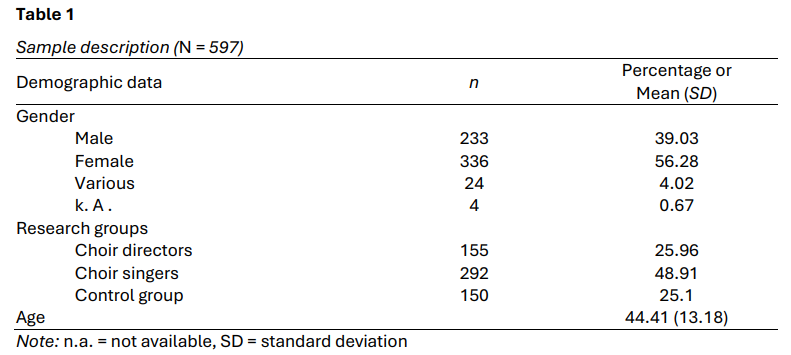 Table 1
Sample description (N = 597)
Demographic data n Percentage or
Mean (SD)
Gender
Male 233 39.03
Female 336 56.28
Various 24 4.02
k. A . 4 0.67
Research groups
Choir directors 155 25.96
Choir singers 292 48.91
Control group 150 25.1
Age 44.41 (13.18)
Note: n.a. = not available, SD = standard deviation